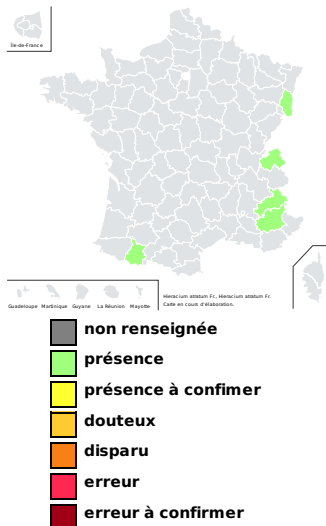 Île-de-France
Guadeloupe Martinique Guyane La Réunion Mayotte
Hieracium atratum Fr., Hieracium atratum Fr.
Carte en cours d'élaboration.
non renseignée
présence
présence à confimer
douteux
disparu
erreur
erreur à confirmer